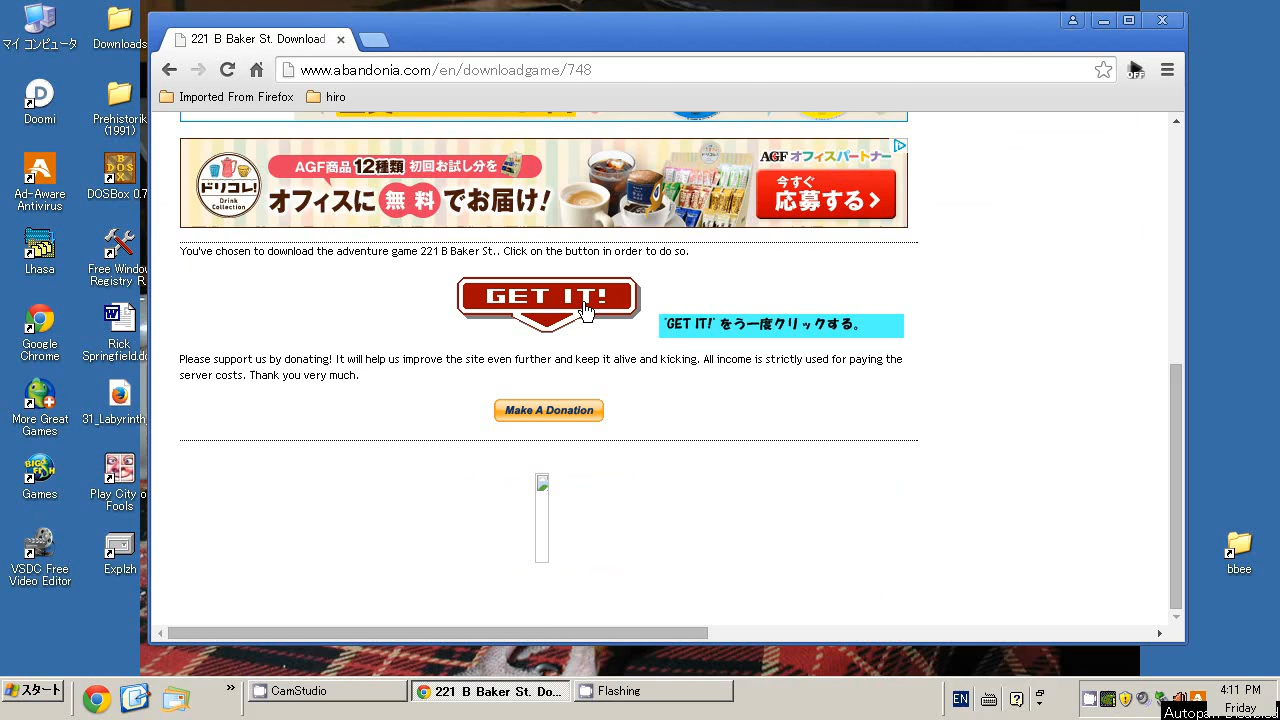 221 B Baker St. Download
www.abandonia.com/en/downloadgame/748
Imported From Firefox
hiro
AGF商品12種類 初回お試し分を
ドリコレ!
Drink Collection
オフィスに無料でお届け!
AGF オフィスパートナー
今すぐ
応募する
You've chosen to download the adventure game 221 B Baker St.. Click on the button in order to do so.
GET IT!
"GET IT!" をう一度クリックする。
Please support us by donating! It will help us improve the site even further and keep it alive and kicking. All income is strictly used for paying the
server costs. Thank you very much.
Make A Donation
マイ コンピュータ
Downloads
Doomi
Prehistorik
(1991)
Ad-Aware
Antivirus
DOSBox 0.7
Lhasa
Free Window
Registry R
Google
Chrome
Rick
Springfield.do
More Great
Games
31_Labyrinth_
Games
Play City o
Fools
VSDC Free
Video Editor
Explzh
bbee
OFF
スタート
CamStudio
221 B Baker St. Do...
Flashing
EN
4:11 PM
Friday
Autopan Disabled